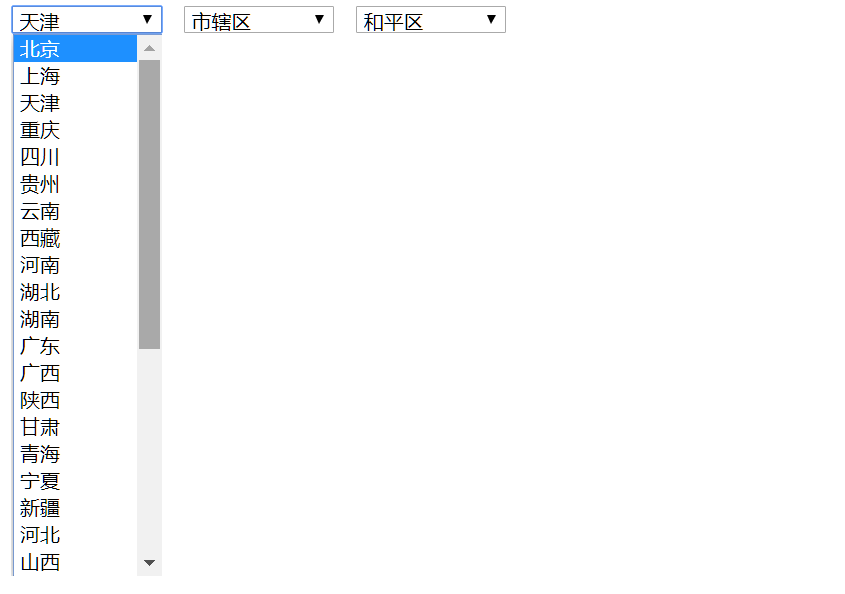 天津 市辖区 和平区
北京
上海
天津
重庆
四川
贵州
云南
西藏
河南
湖北
湖南
广东
广西
陕西
甘肃
青海
宁夏
新疆
河北
山西